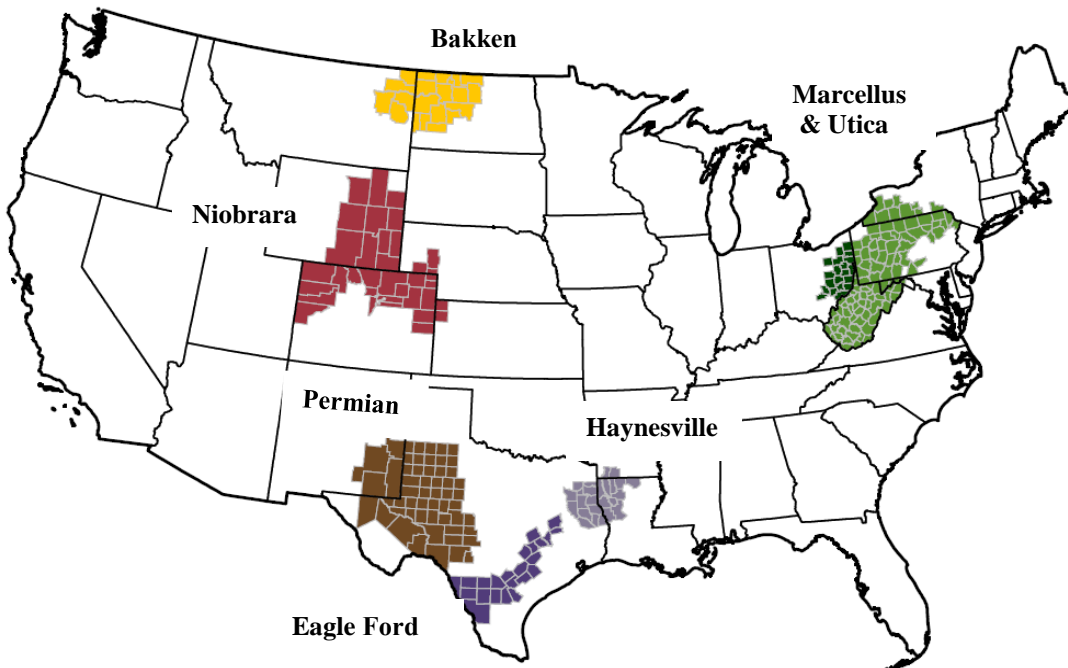 Bakken
Marcellus
& Utica
Niobrara
Permian
Haynesville
Eagle Ford